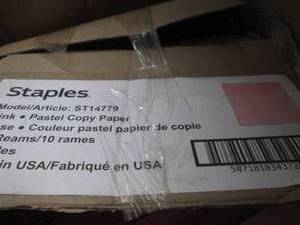 Staples
Model/Article: ST14779
ink • Pastel Copy Paper
se • Couleur pastel papier de copie
Reams/10 rames
les
in USA/Fabriqué en USA